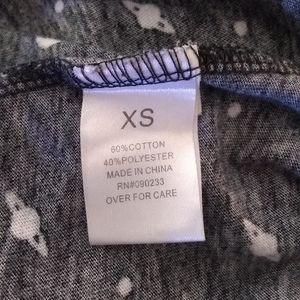 XS
60%COTTON
40%POLYESTER
MADE IN CHINA
RN#090233
OVER FOR CARE